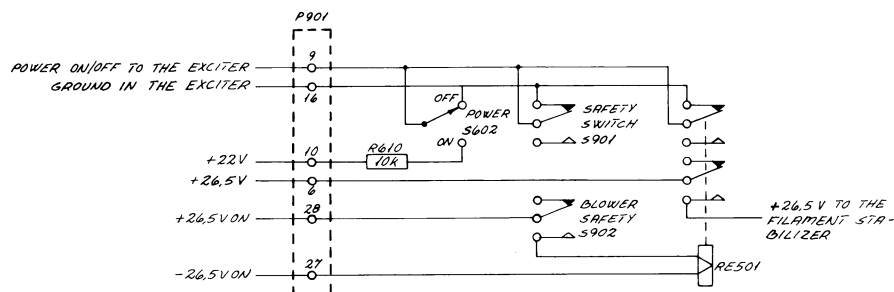 P901
9
POWER ON/OFF TO THE EXCITER
GROUND IN THE EXCITER
16
OFF
POWER
S602
ON
SAFETY
SWITCH
S901
10
R610
10k
+22V
+26,5V
6
28
+26,5V ON
BLOWER
SAFETY
S902
+26,5 V TO THE
FILAMENT STA-
BILIZER
27
-26,5V ON
RE501